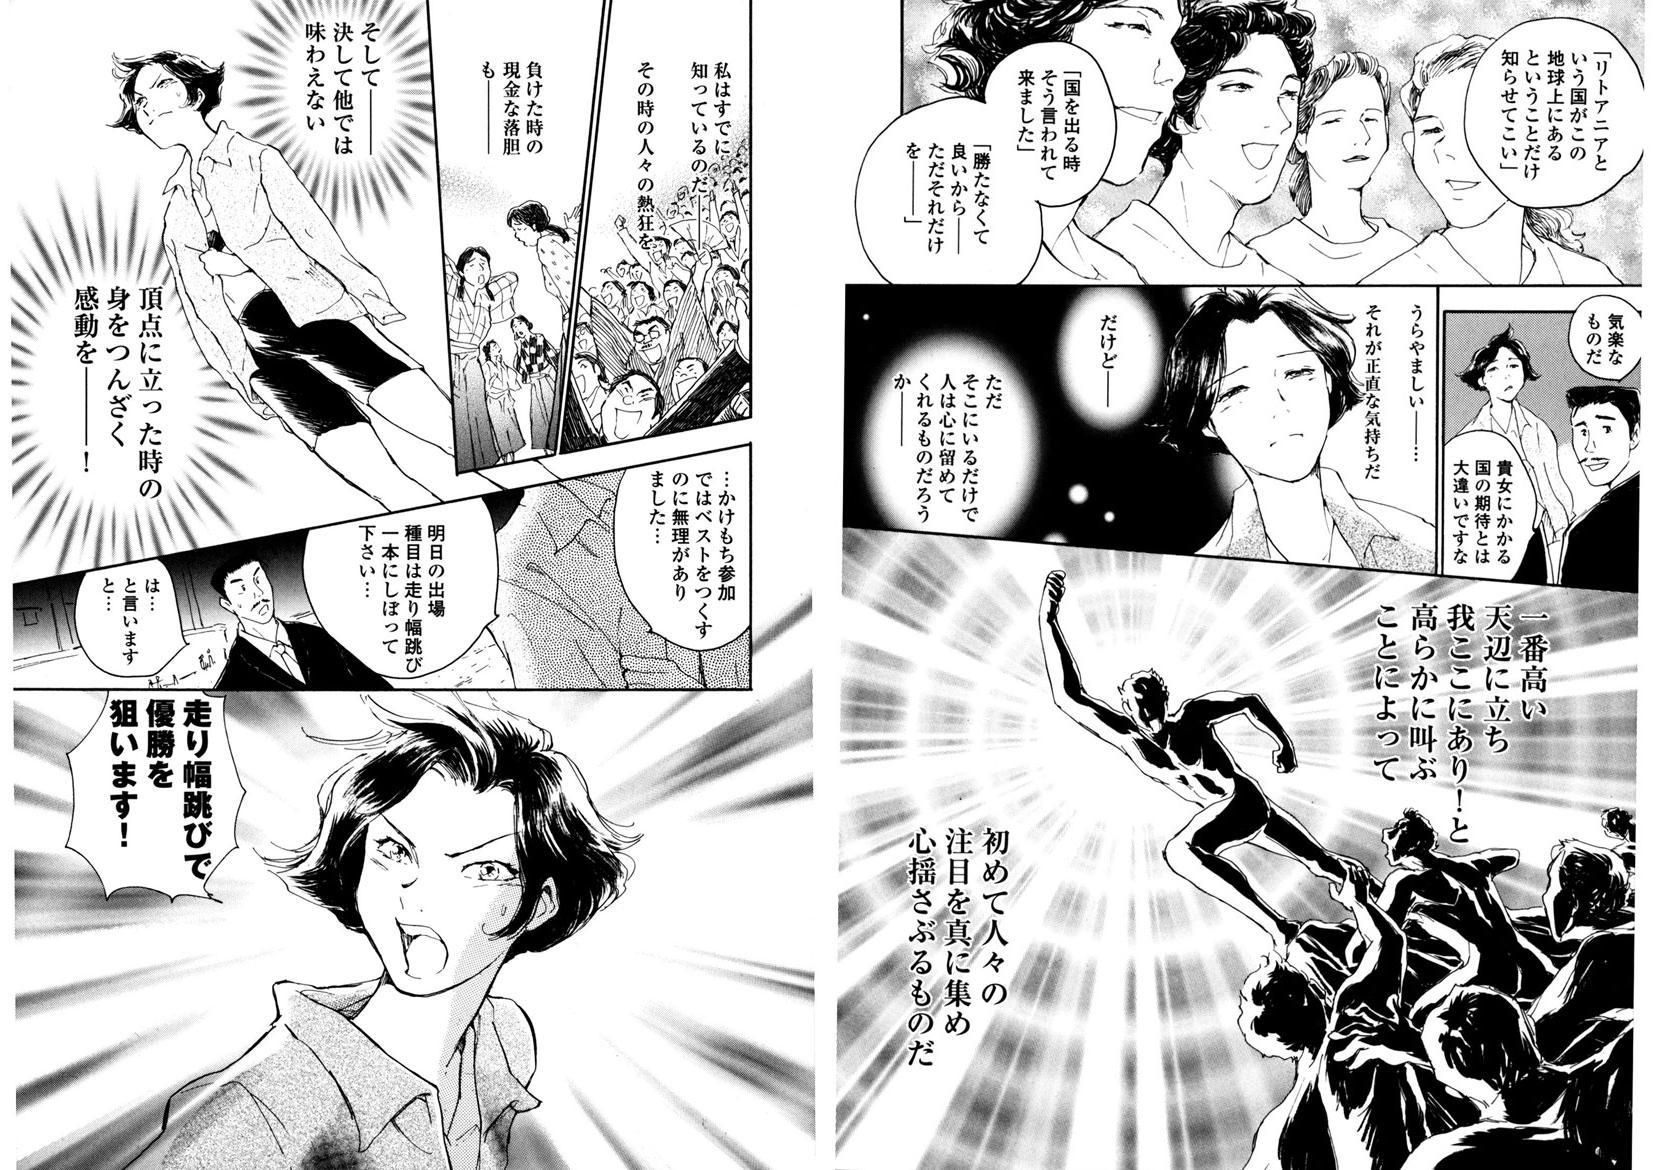 「リトアニアと
いう国がこの
地球上にある
ということだけ
知らせてこい」
「国を出る時
そう言われて
来ました」
「勝たなくて
良いから――
ただそれだけ
を――」
気楽な
ものだ
貴女にかかる
国の期待とは
大違いですな
うらやましい――…
それが正直な気持ちだ
だけど――
ただ
そこにいるだけで
人は心に留めて
くれるものだろう
か――
一番高い
天辺に立ち
我ここにあり！と
高らかに叫ぶ
ことによって
初めて人々の
注目を真に集め
心揺さぶるものだ
私はすでに
知っているのだ――
その時の人々の熱狂を
負けた時の
現金な落胆
も――
そして――
決して他では
味わえない
頂点に立った時の
身をつんざく
感動を――！
…かけもち参加
ではベストをつくす
のに無理があり
ました…
明日の出場
種目は走り幅跳び
一本にしぼって
下さい…
は…
と言います
と…
走り幅跳びで
優勝を
狙います！